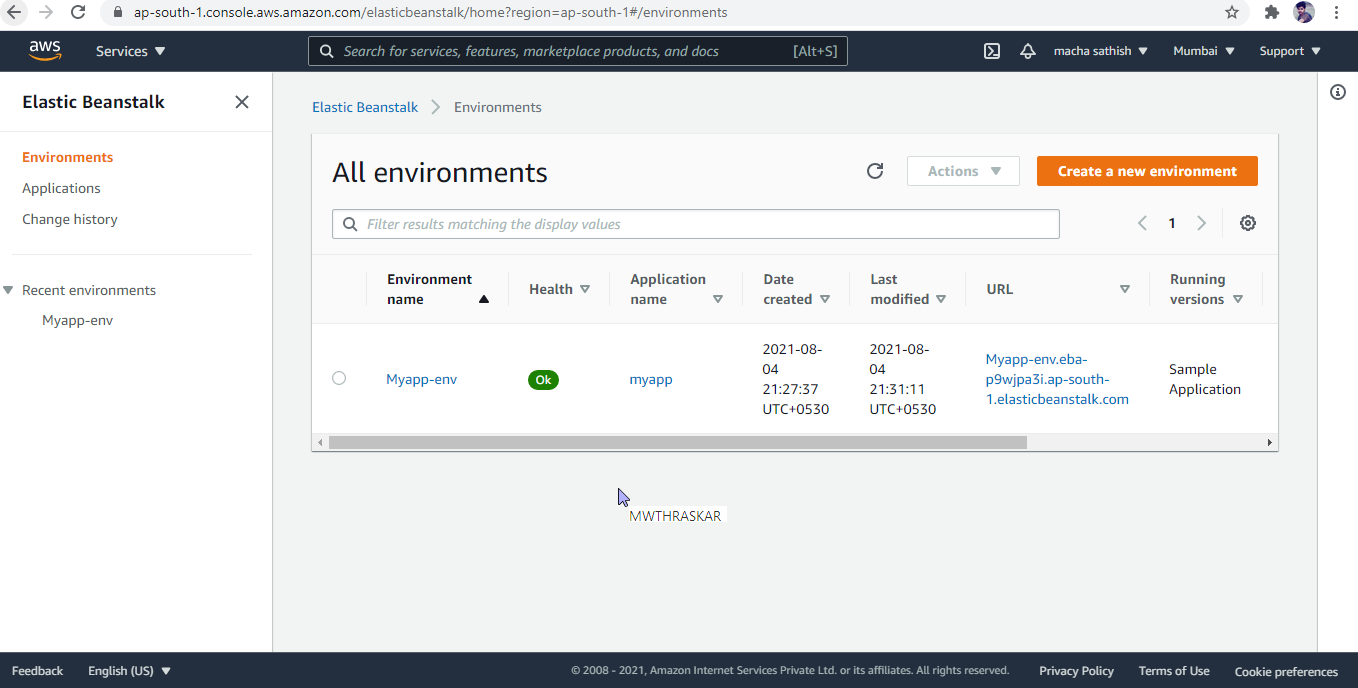 ap-south-1.console.aws.amazon.com/elasticbeanstalk/home?region=ap-south-1#/environments
aws
Services
Search for services, features, marketplace products, and docs
[Alt+S]
macha sathish
Mumbai
Support
Elastic Beanstalk
Environments
Applications
Change history
Recent environments
Myapp-env
Elastic Beanstalk
Environments
All environments
Actions
Create a new environment
Filter results matching the display values
1
Environment
name
Health
Application
name
Date
created
Last
modified
URL
Running
versions
Myapp-env
Ok
myapp
2021-08-
04
21:27:37
UTC+0530
2021-08-
04
21:31:11
UTC+0530
Myapp-env.eba-
p9wjpa3i.ap-south-
1.elasticbeanstalk.com
Sample
Application
MWTHRASKAR
Feedback
English (US)
© 2008 - 2021, Amazon Internet Services Private Ltd. or its affiliates. All rights reserved.
Privacy Policy
Terms of Use
Cookie preferences